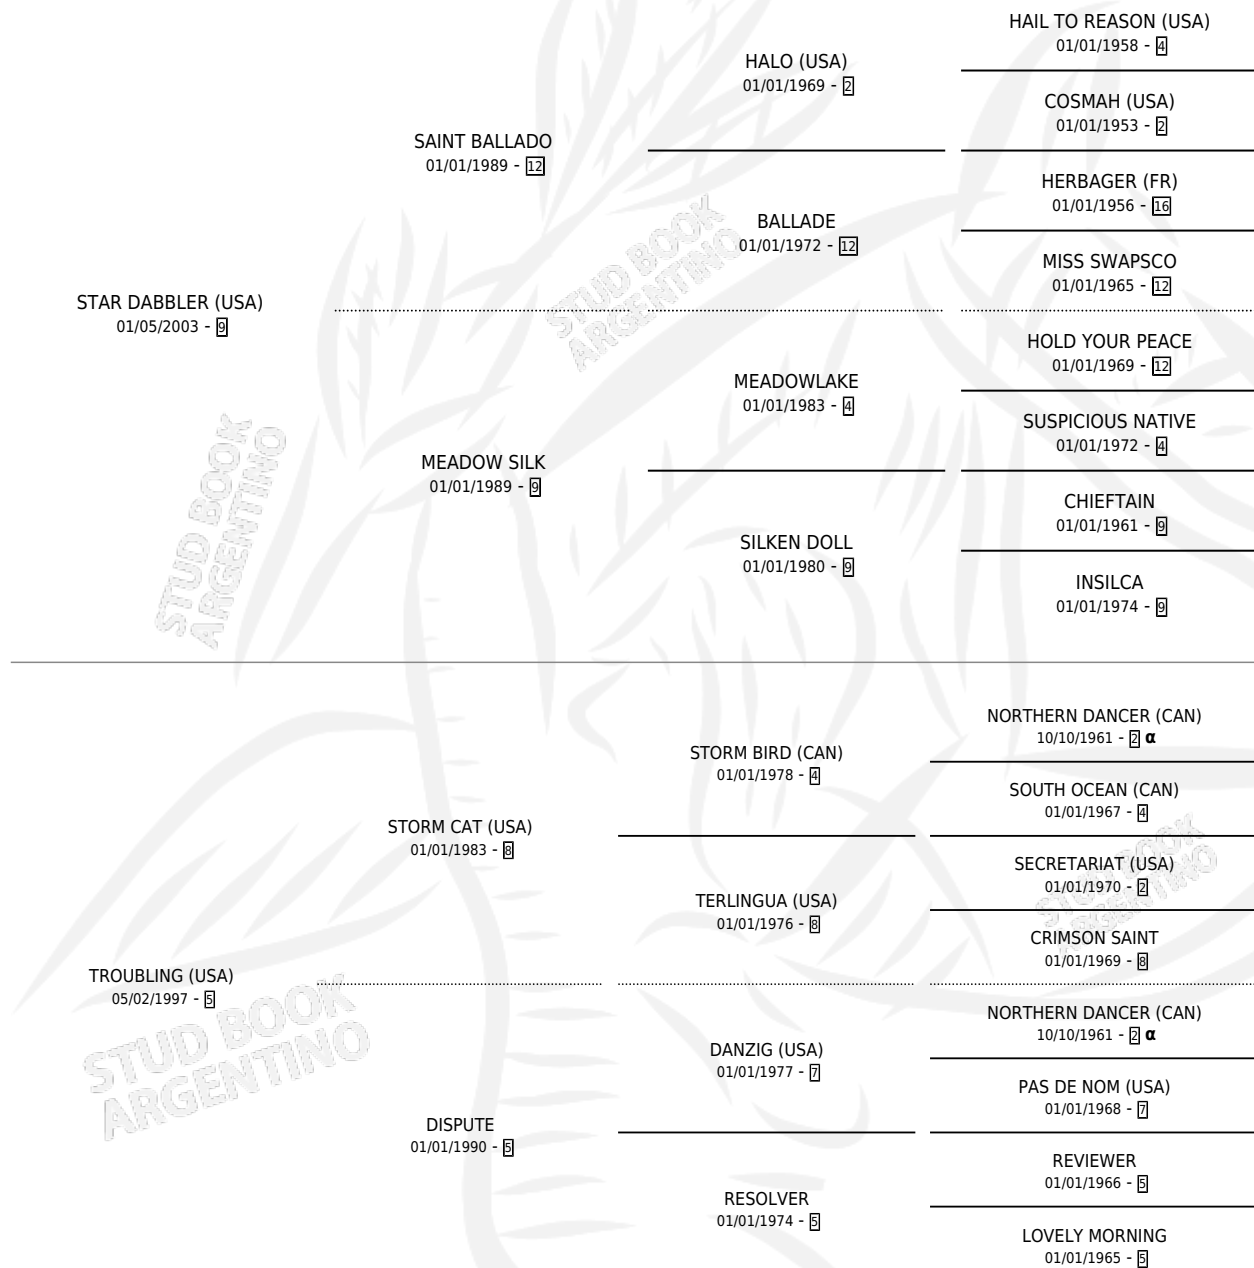 HAIL TO REASON (USA)
01/01/1958 - 4
HALO (USA)
01/01/1969 - 2
COSMAH (USA)
01/01/1953 - 2
SAINT BALLADO
01/01/1989 - 12
HERBAGER (FR)
01/01/1956 - 16
BALLADE
01/01/1972 - 12
MISS SWAPSCO
01/01/1965 - 12
STAR DABBLER (USA)
01/05/2003 - 9
HOLD YOUR PEACE
01/01/1969 - 12
MEADOWLAKE
01/01/1983 - 4
SUSPICIOUS NATIVE
01/01/1972 - 4
MEADOW SILK
01/01/1989 - 9
CHIEFTAIN
01/01/1961 - 9
SILKEN DOLL
01/01/1980 - 9
INSILCA
01/01/1974 - 9
NORTHERN DANCER (CAN)
10/10/1961 - 2 α
STORM BIRD (CAN)
01/01/1978 - 4
SOUTH OCEAN (CAN)
01/01/1967 - 4
STORM CAT (USA)
01/01/1983 - 8
SECRETARIAT (USA)
01/01/1970 - 2
TERLINGUA (USA)
01/01/1976 - 8
CRIMSON SAINT
01/01/1969 - 8
TROUBLING (USA)
05/02/1997 - 5
NORTHERN DANCER (CAN)
10/10/1961 - 2 α
DANZIG (USA)
01/01/1977 - 7
PAS DE NOM (USA)
01/01/1968 - 7
DISPUTE
01/01/1990 - 5
REVIEWER
01/01/1966 - 5
RESOLVER
01/01/1974 - 5
LOVELY MORNING
01/01/1965 - 5
STUD BOOK
ARGENTINO
STUD BOOK
ARGENTINO
STUD BOOK
ARGENTINO
STUD BOOK
ARGENTINO